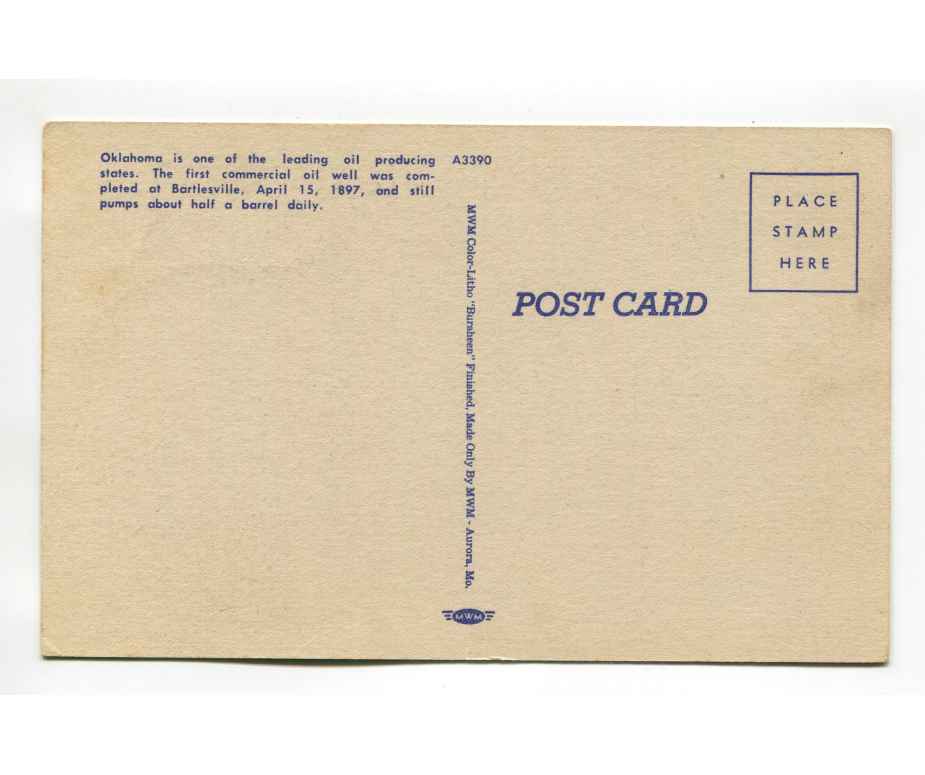 Oklahoma is one of the leading oil producing
states. The first commercial oil well was com-
pleted at Bartlesville, April 15, 1897, and still
pumps about half a barrel daily.
A3390
MWM Color-Litho "Buraheen" Finished, Made Only By MWM - Aurora, Mo.
MWM
POST CARD
PLACE
STAMP
HERE